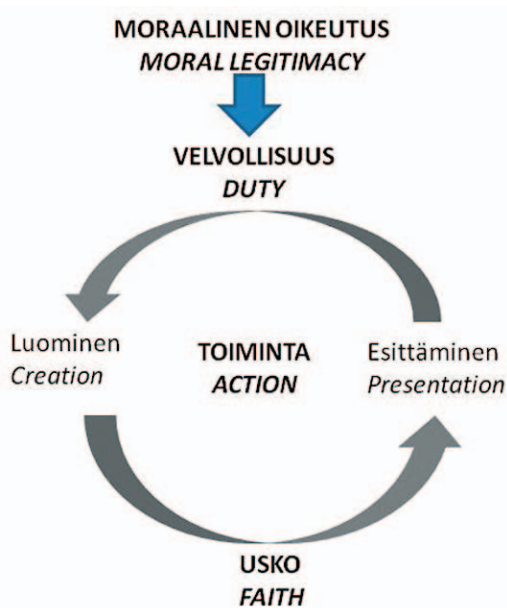 MORAALINEN OIKEUTUS
MORAL LEGITIMACY
VELVOLLISUUS
DUTY
Luominen
Creation
TOIMINTA
ACTION
Esittäminen
Presentation
USKO
FAITH